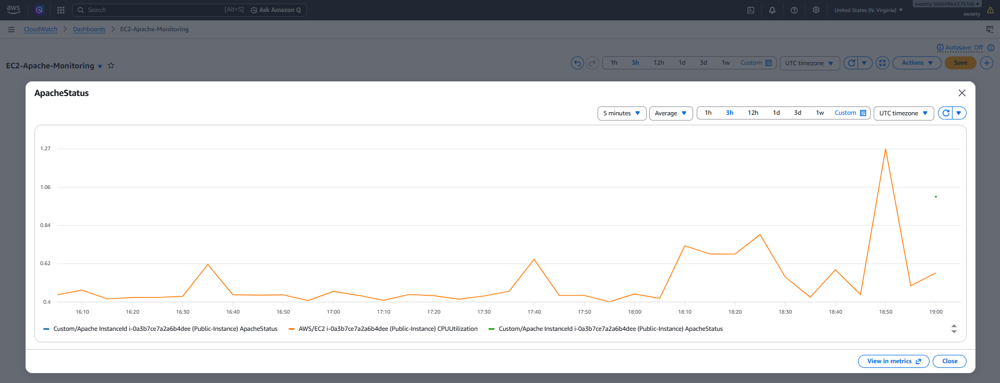 aws Search [Alt+S] Ask Amazon Q United States (N. Virginia) sweety (006096427510)
sweety
CloudWatch Dashboards EC2-Apache-Monitoring
Autosave: Off
EC2-Apache-Monitoring 1h 3h 12h 1d 3d 1w Custom UTC timezone Actions Save
ApacheStatus
5 minutes Average 1h 3h 12h 1d 3d 1w Custom UTC timezone
1.27
1.06
0.84
0.62
0.4
16:10 16:20 16:30 16:40 16:50 17:00 17:10 17:20 17:30 17:40 17:50 18:00 18:10 18:20 18:30 18:40 18:50 19:00
Custom/Apache InstanceId i-0a3b7ce7a2a6b4dee (Public-Instance) ApacheStatus AWS/EC2 i-0a3b7ce7a2a6b4dee (Public-Instance) CPUUtilization Custom/Apache InstanceId i-0a3b7ce7a2a6b4dee (Public-Instance) ApacheStatus
View in metrics Close